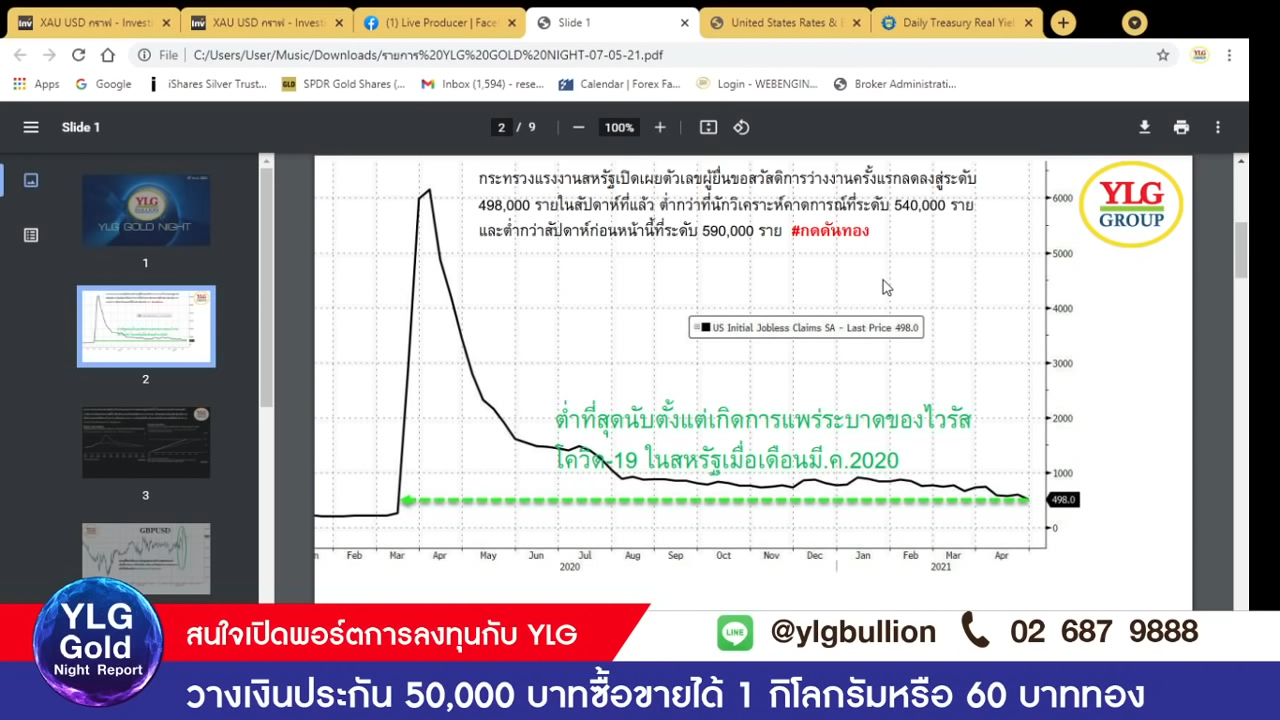 XAU USD กราฟ - Investi
XAU USD กราฟ - Investi
(1) Live Producer | Face
Slide 1
United States Rates & B
Daily Treasury Real Yiel
File
C:/Users/User/Music/Downloads/รายการ%20YLG%20GOLD%20NIGHT-07-05-21.pdf
Apps
Google
iShares Silver Trust...
SPDR Gold Shares (...
Inbox (1,594) - rese...
Calendar | Forex Fa...
Login - WEBENGIN...
Broker Administrati...
Slide 1
2 / 9
100%
YLG GOLD NIGHT
1
2
3
GBPUSD
กระทรวงแรงงานสหรัฐเปิดเผยตัวเลขผู้ยื่นขอสวัสดิการว่างงานครั้งแรกลดลงสู่ระดับ
498,000 รายในสัปดาห์ที่แล้ว ต่ำกว่าที่นักวิเคราะห์คาดการณ์ที่ระดับ 540,000 ราย
และต่ำกว่าสัปดาห์ก่อนหน้านี้ที่ระดับ 590,000 ราย #กดดันทอง
YLG
GROUP
US Initial Jobless Claims SA - Last Price 498.0
ต่ำที่สุดนับตั้งแต่เกิดการแพร่ระบาดของไวรัส
โควิด-19 ในสหรัฐเมื่อเดือนมี.ค.2020
6000
5000
4000
3000
2000
1000
498.0
0
n Feb Mar Apr May Jun Jul Aug Sep Oct Nov Dec Jan Feb Mar Apr
2020 2021
YLG
Gold
Night Report
สนใจเปิดพอร์ตการลงทุนกับ YLG
LINE
@ylgbullion
02 687 9888
วางเงินประกัน 50,000 บาทซื้อขายได้ 1 กิโลกรัมหรือ 60 บาททอง